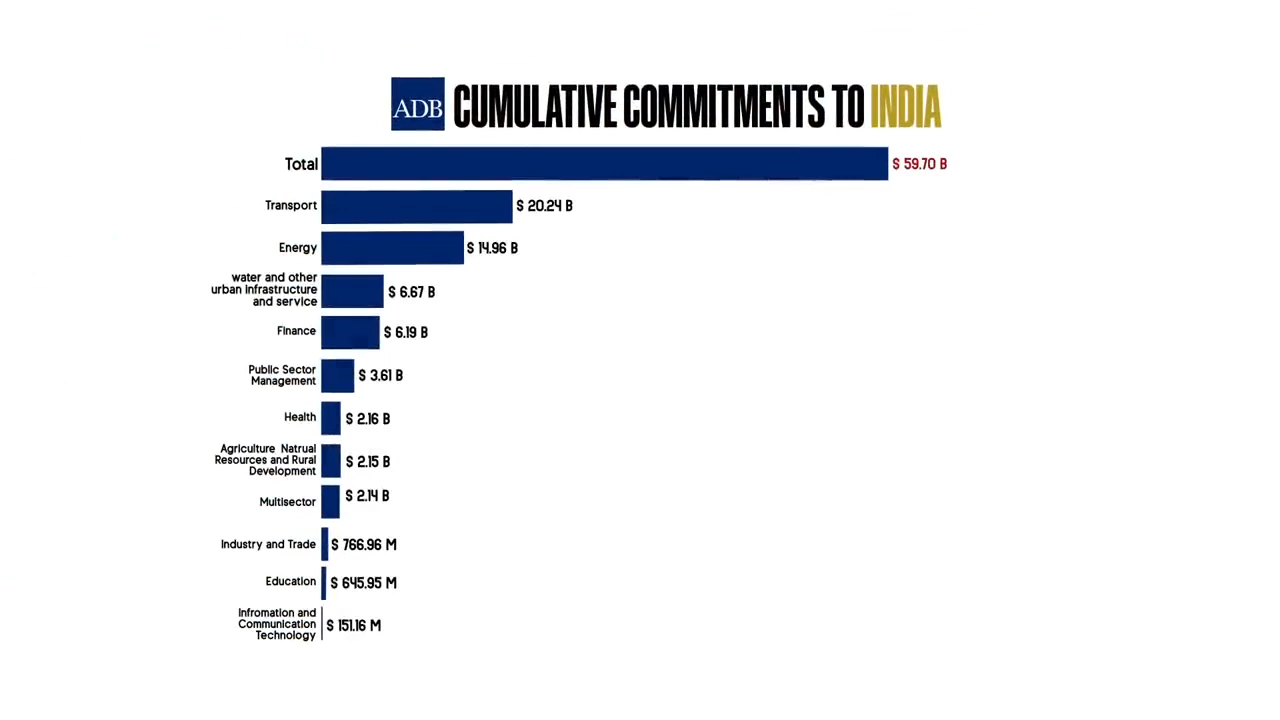 ADB CUMULATIVE COMMITMENTS TO INDIA
Total $ 59.70 B
Transport $ 20.24 B
Energy $ 14.96 B
water and other
urban infrastructure
and service
$ 6.67 B
Finance $ 6.19 B
Public Sector
Management
$ 3.61 B
Health $ 2.16 B
Agriculture Natrual
Resources and Rural
Development
$ 2.15 B
Multisector $ 2.14 B
Industry and Trade $ 766.96 M
Education $ 645.95 M
Infromation and
Communication
Technology
$ 151.16 M